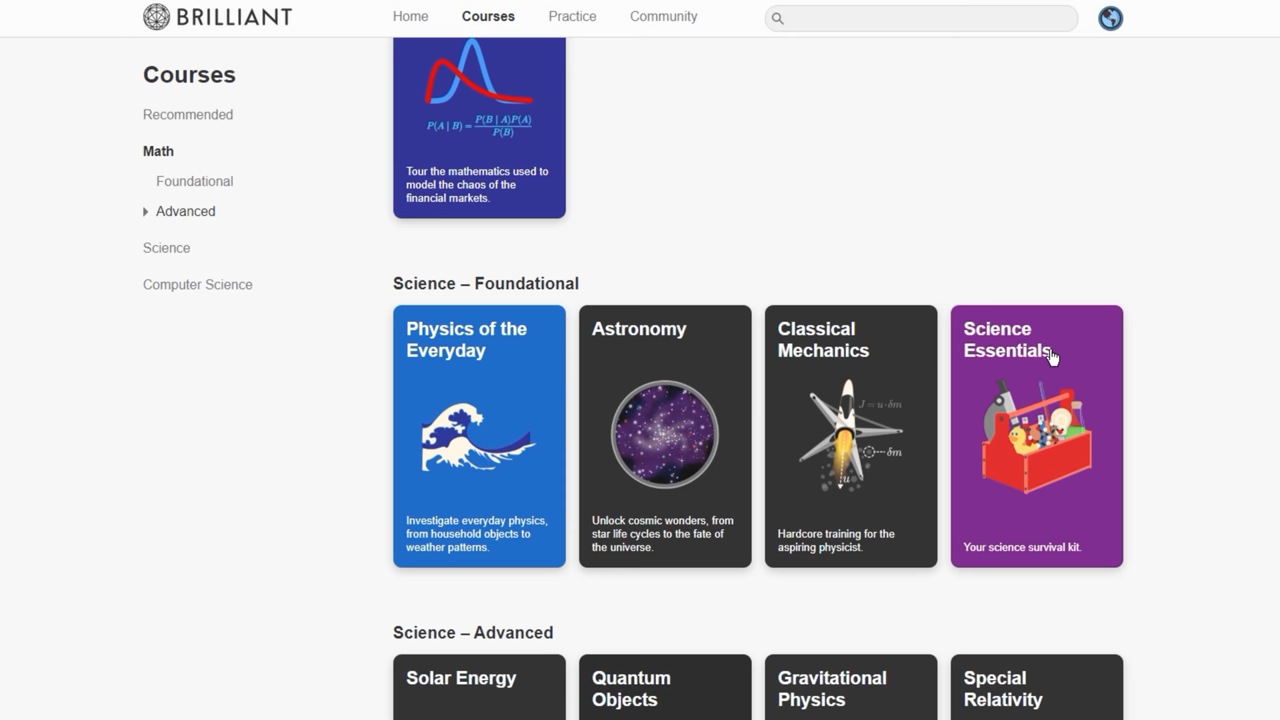 BRILLIANT
Home
Courses
Practice
Community
Courses
Recommended
Math
Foundational
Advanced
Science
Computer Science
P(A | B) = P(B | A)P(A) / P(B)
Tour the mathematics used to
model the chaos of the
financial markets.
Science – Foundational
Physics of the
Everyday
Investigate everyday physics,
from household objects to
weather patterns.
Astronomy
Unlock cosmic wonders, from
star life cycles to the fate of
the universe.
Classical
Mechanics
J = u · δm
δm
u
Hardcore training for the
aspiring physicist.
Science
Essentials
Your science survival kit.
Science – Advanced
Solar Energy
Quantum
Objects
Gravitational
Physics
Special
Relativity